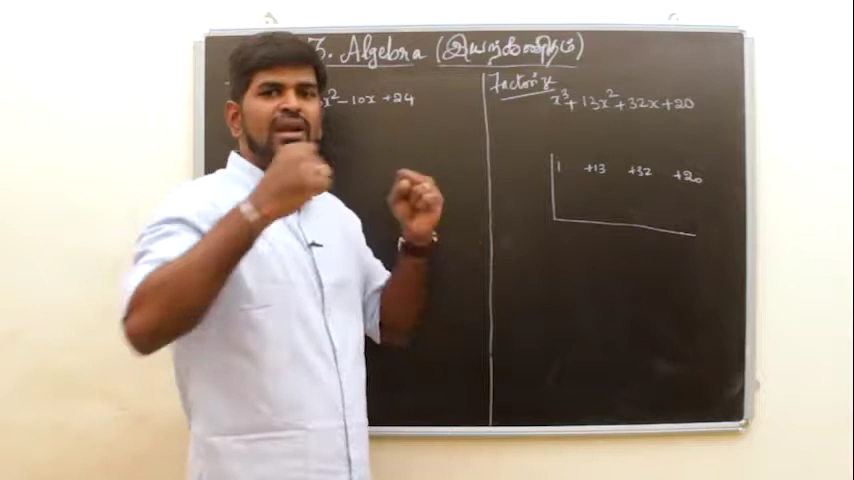 3. Algebra (இயற்கணிதம்)
x²-10x+24
Factorize
x³+13x²+32x+20
1 +13 +32 +20